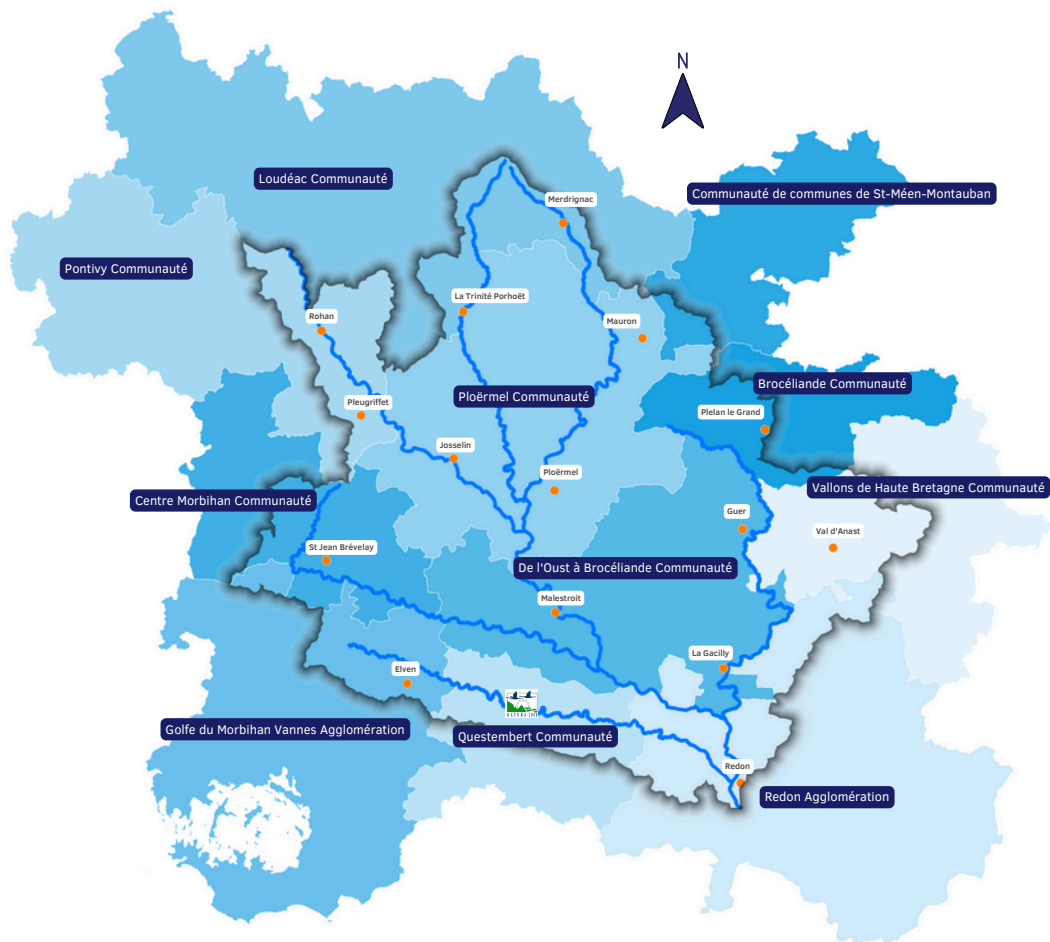 N
Loudéac Communauté
Communauté de communes de St-Méen-Montauban
Merdrignac
Pontivy Communauté
La Trinité Porhoët
Rohan
Mauron
Brocéliande Communauté
Ploërmel Communauté
Pleugriffet
Plelan le Grand
Josselin
Ploërmel
Vallons de Haute Bretagne Communauté
Centre Morbihan Communauté
Guer
Val d'Anast
St Jean Brévelay
De l'Oust à Brocéliande Communauté
Malestroit
La Gacilly
Elven
NATURA 2000
Golfe du Morbihan Vannes Agglomération
Questembert Communauté
Redon
Redon Agglomération